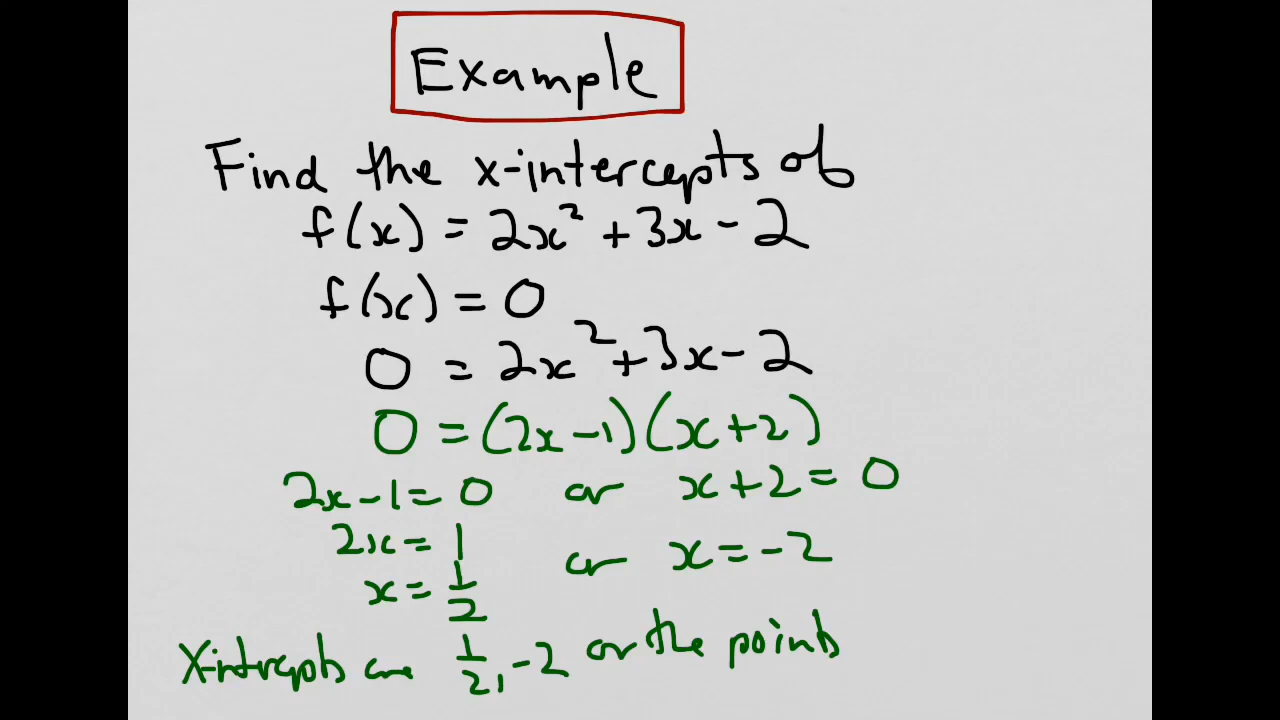 Example
Find the x-intercepts of
f(x) = 2x² + 3x - 2
f(x) = 0
0 = 2x² + 3x - 2
0 = (2x - 1)(x + 2)
2x - 1 = 0 or x + 2 = 0
2x = 1
x = 1/2 or x = -2
X-intrepts are 1/2, -2 or the points